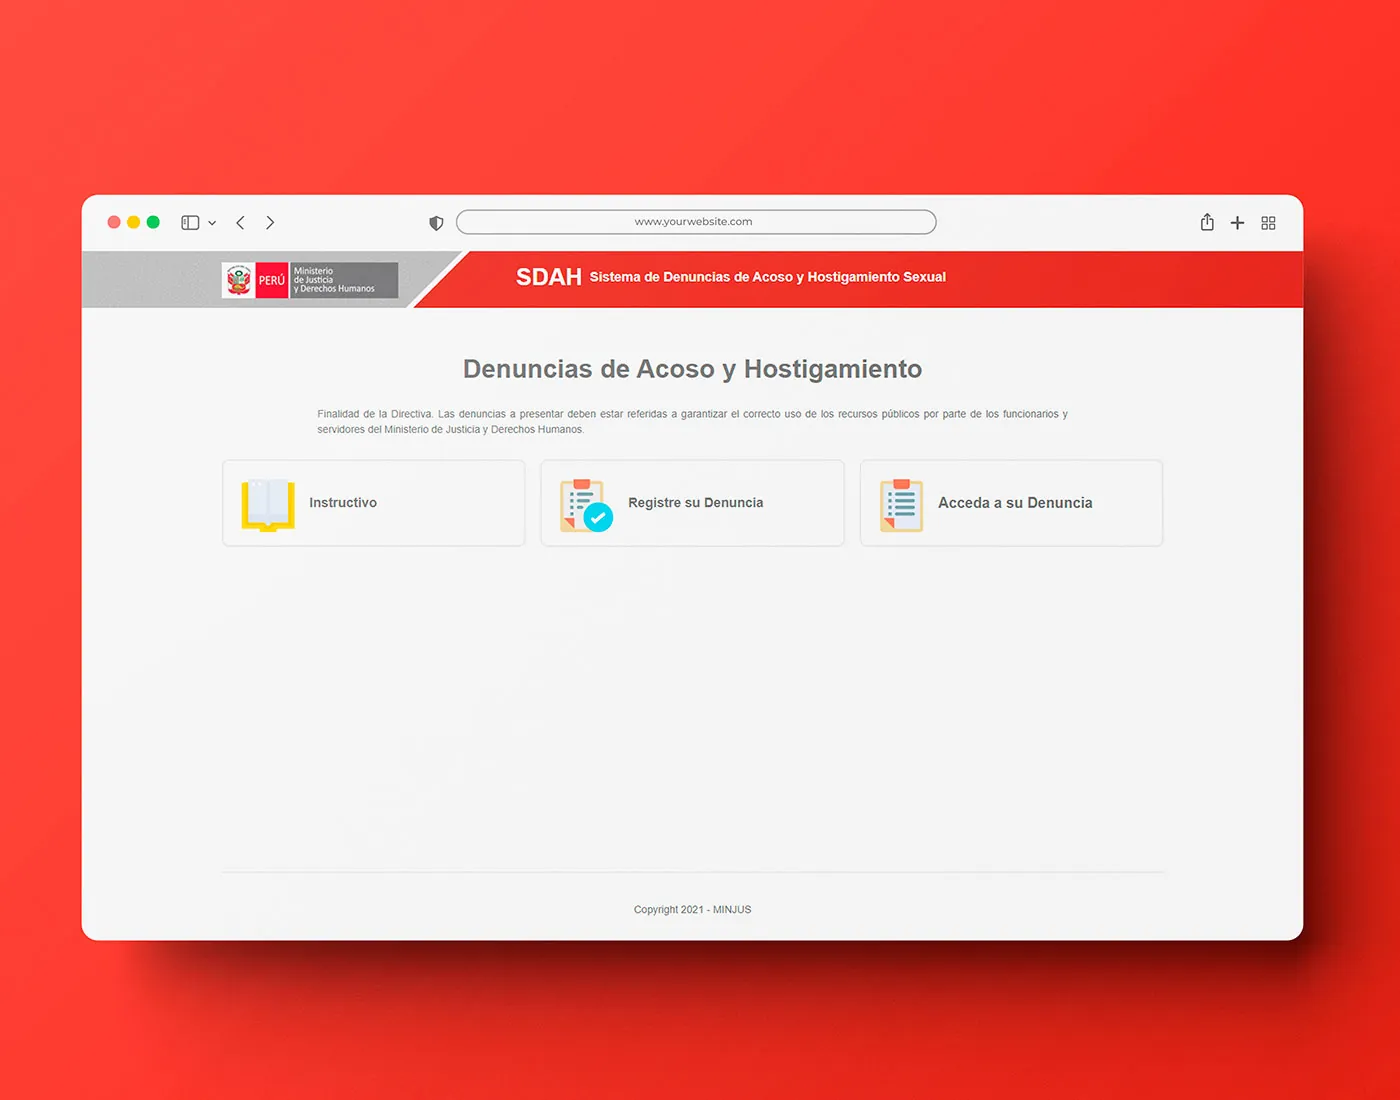 www.yourwebsite.com
PERÚ
Ministerio
de Justicia
y Derechos Humanos
SDAH Sistema de Denuncias de Acoso y Hostigamiento Sexual
Denuncias de Acoso y Hostigamiento
Finalidad de la Directiva. Las denuncias a presentar deben estar referidas a garantizar el correcto uso de los recursos públicos por parte de los funcionarios y
servidores del Ministerio de Justicia y Derechos Humanos.
Instructivo
Registre su Denuncia
Acceda a su Denuncia
Copyright 2021 - MINJUS